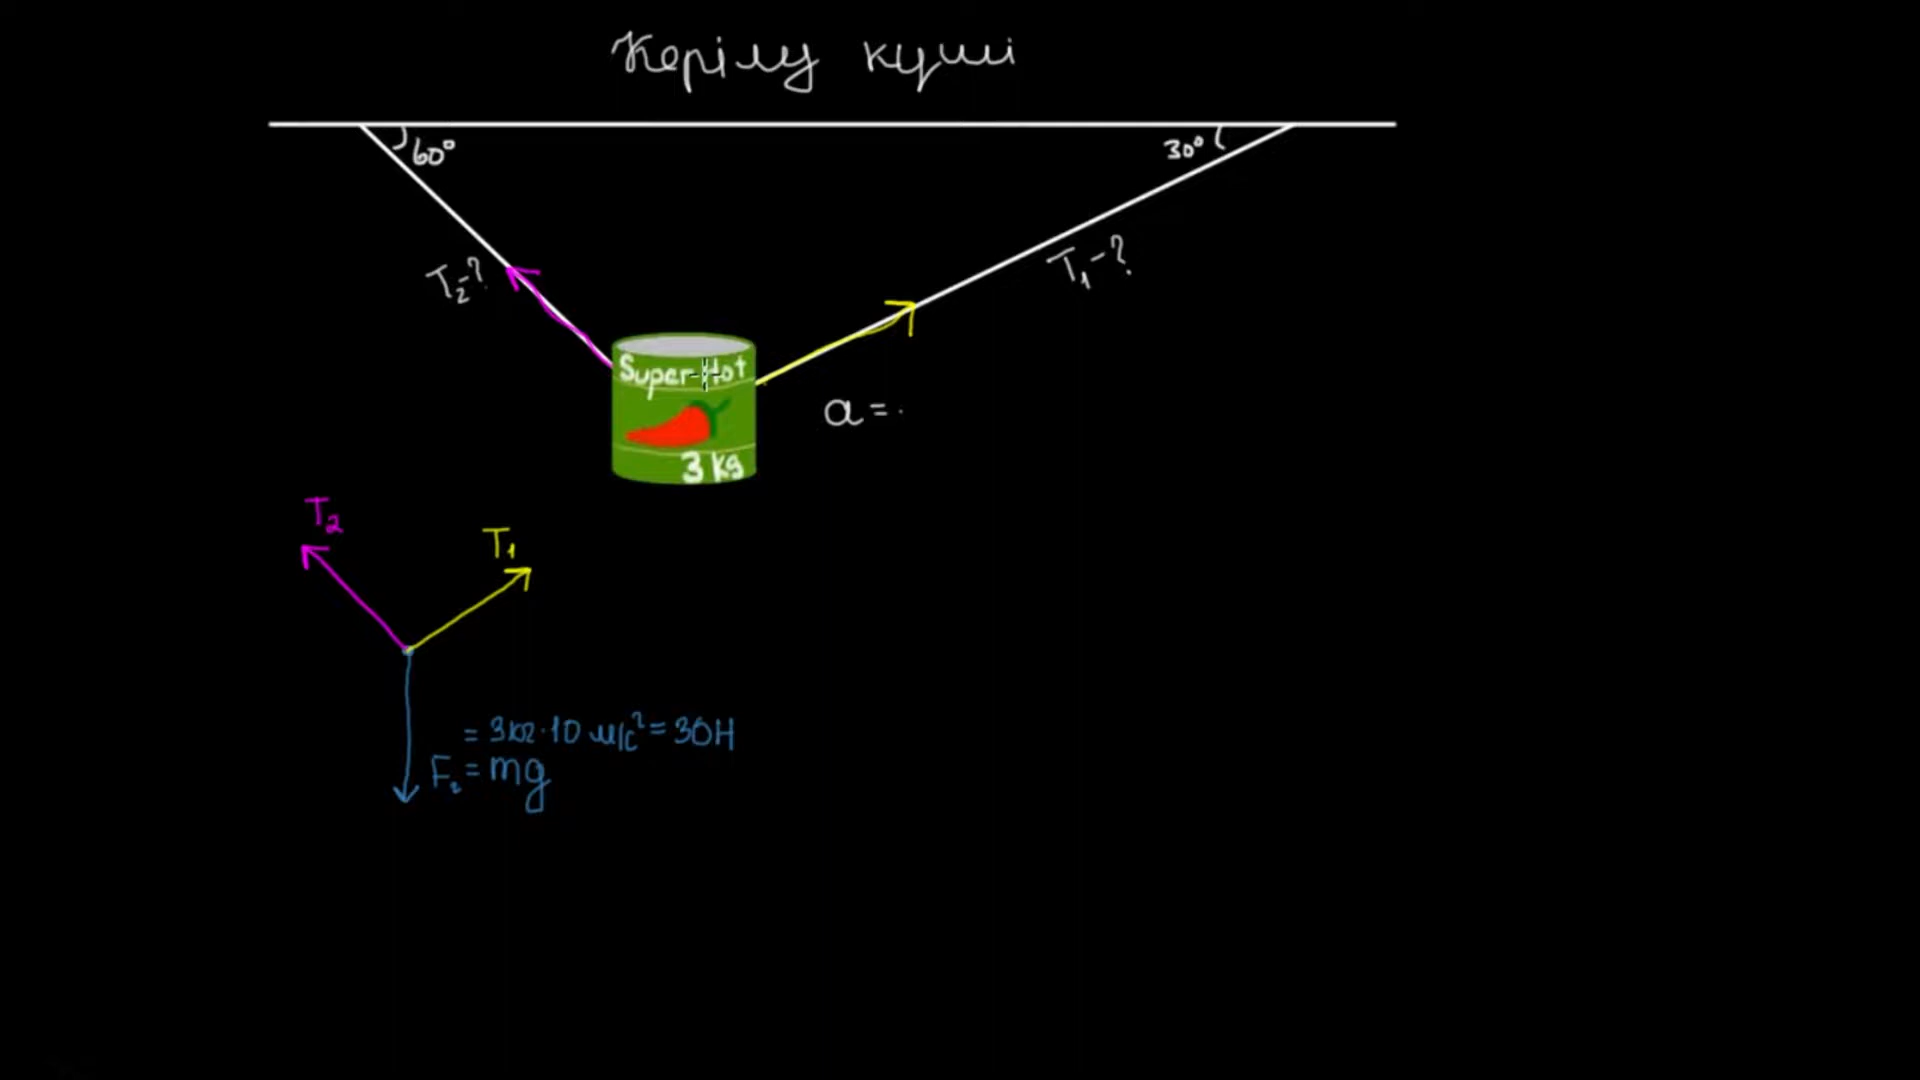 Керілу күші
60° 30°
T₂-? T₁-?
Super-Hot
a=.
3 kg
T₂
T₁
= 3кг·10 м/с² = 30Н
F₂ = mg